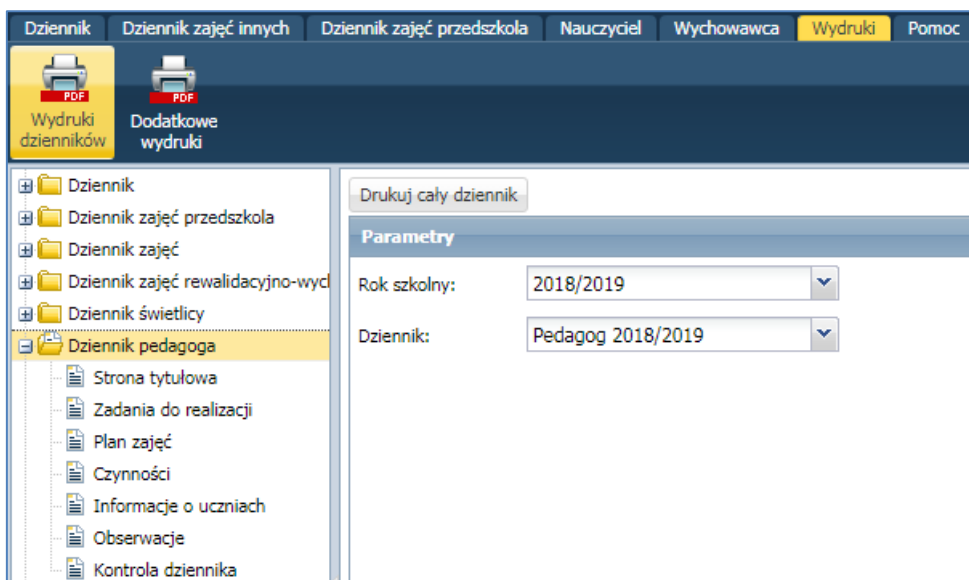 Dziennik Dziennik zajęć innych Dziennik zajęć przedszkola Nauczyciel Wychowawca Wydruki Pomoc
PDF PDF
Wydruki dzienników
Dodatkowe wydruki
Dziennik
Dziennik zajęć przedszkola
Dziennik zajęć
Dziennik zajęć rewalidacyjno-wycl
Dziennik świetlicy
Dziennik pedagoga
Strona tytułowa
Zadania do realizacji
Plan zajęć
Czynności
Informacje o uczniach
Obserwacje
Kontrola dziennika
Drukuj cały dziennik
Parametry
Rok szkolny: 2018/2019
Dziennik: Pedagog 2018/2019